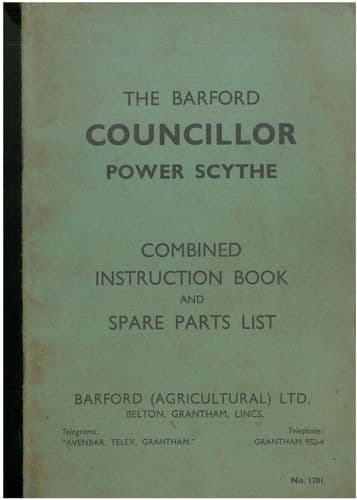 THE BARFORD
COUNCILLOR
POWER SCYTHE
COMBINED
INSTRUCTION BOOK
AND
SPARE PARTS LIST
BARFORD (AGRICULTURAL) LTD.
BELTON, GRANTHAM, LINCS.
Telegrams: Telephone:
"AVENBAR, TELEX, GRANTHAM." GRANTHAM 952-4
No. 1201